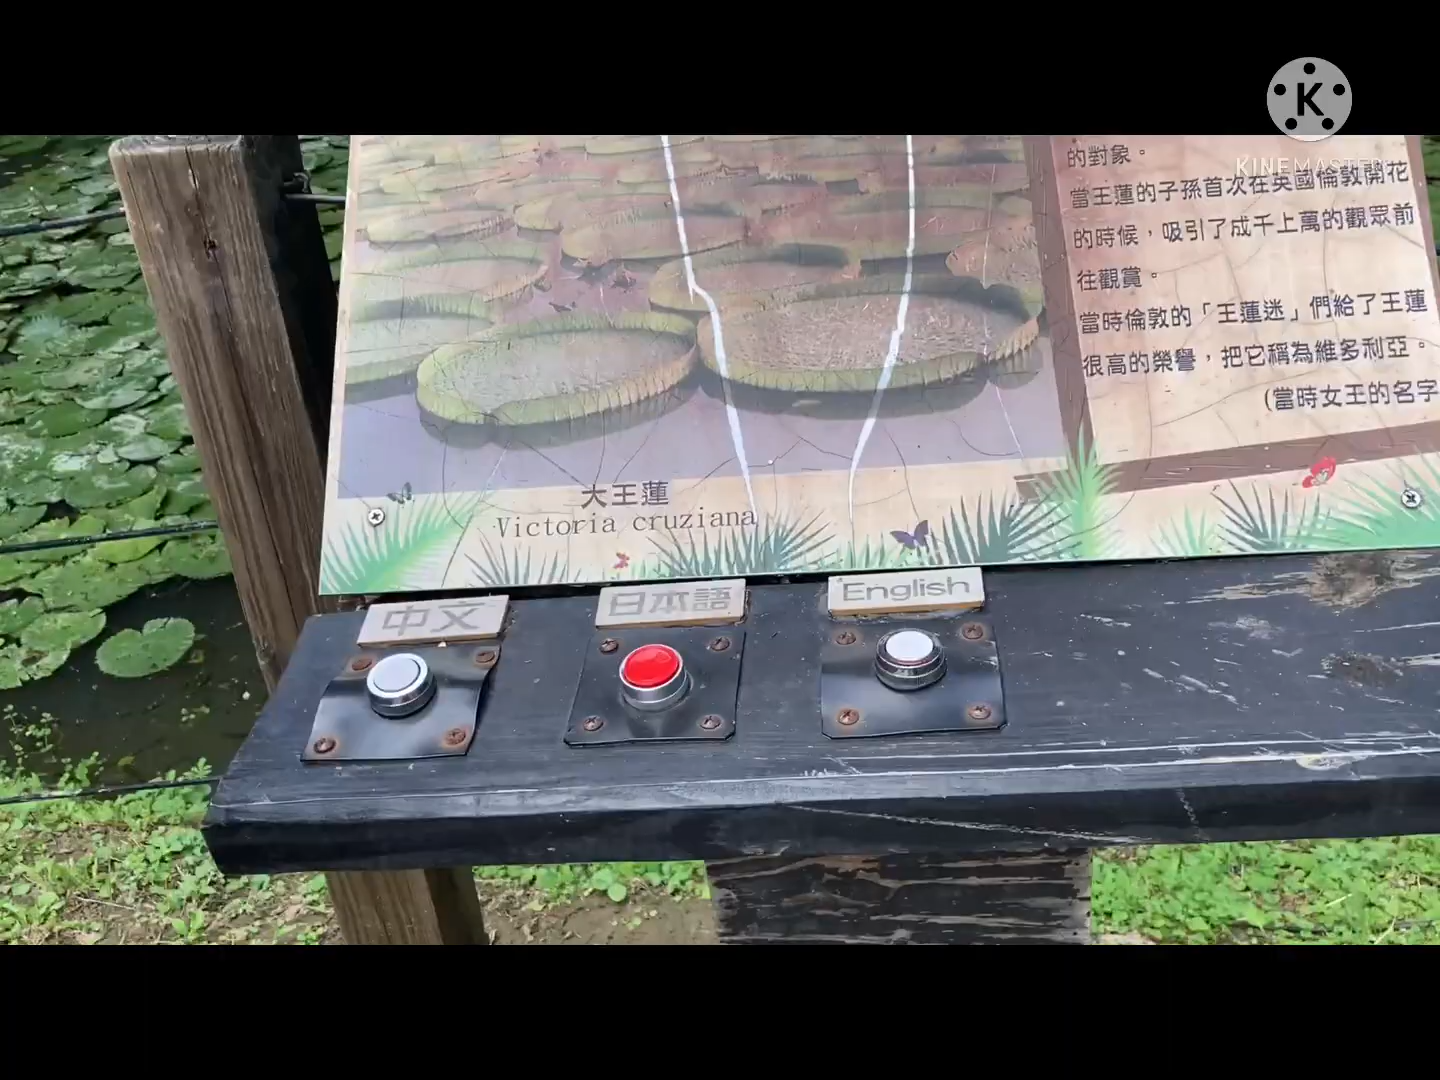 K
KINEMASTER
的對象。
當王蓮的子孫首次在英國倫敦開花
的時候，吸引了成千上萬的觀眾前
往觀賞。
當時倫敦的「王蓮迷」們給了王蓮
很高的榮譽，把它稱為維多利亞。
(當時女王的名字
大王蓮
Victoria cruziana
中文
日本語
English